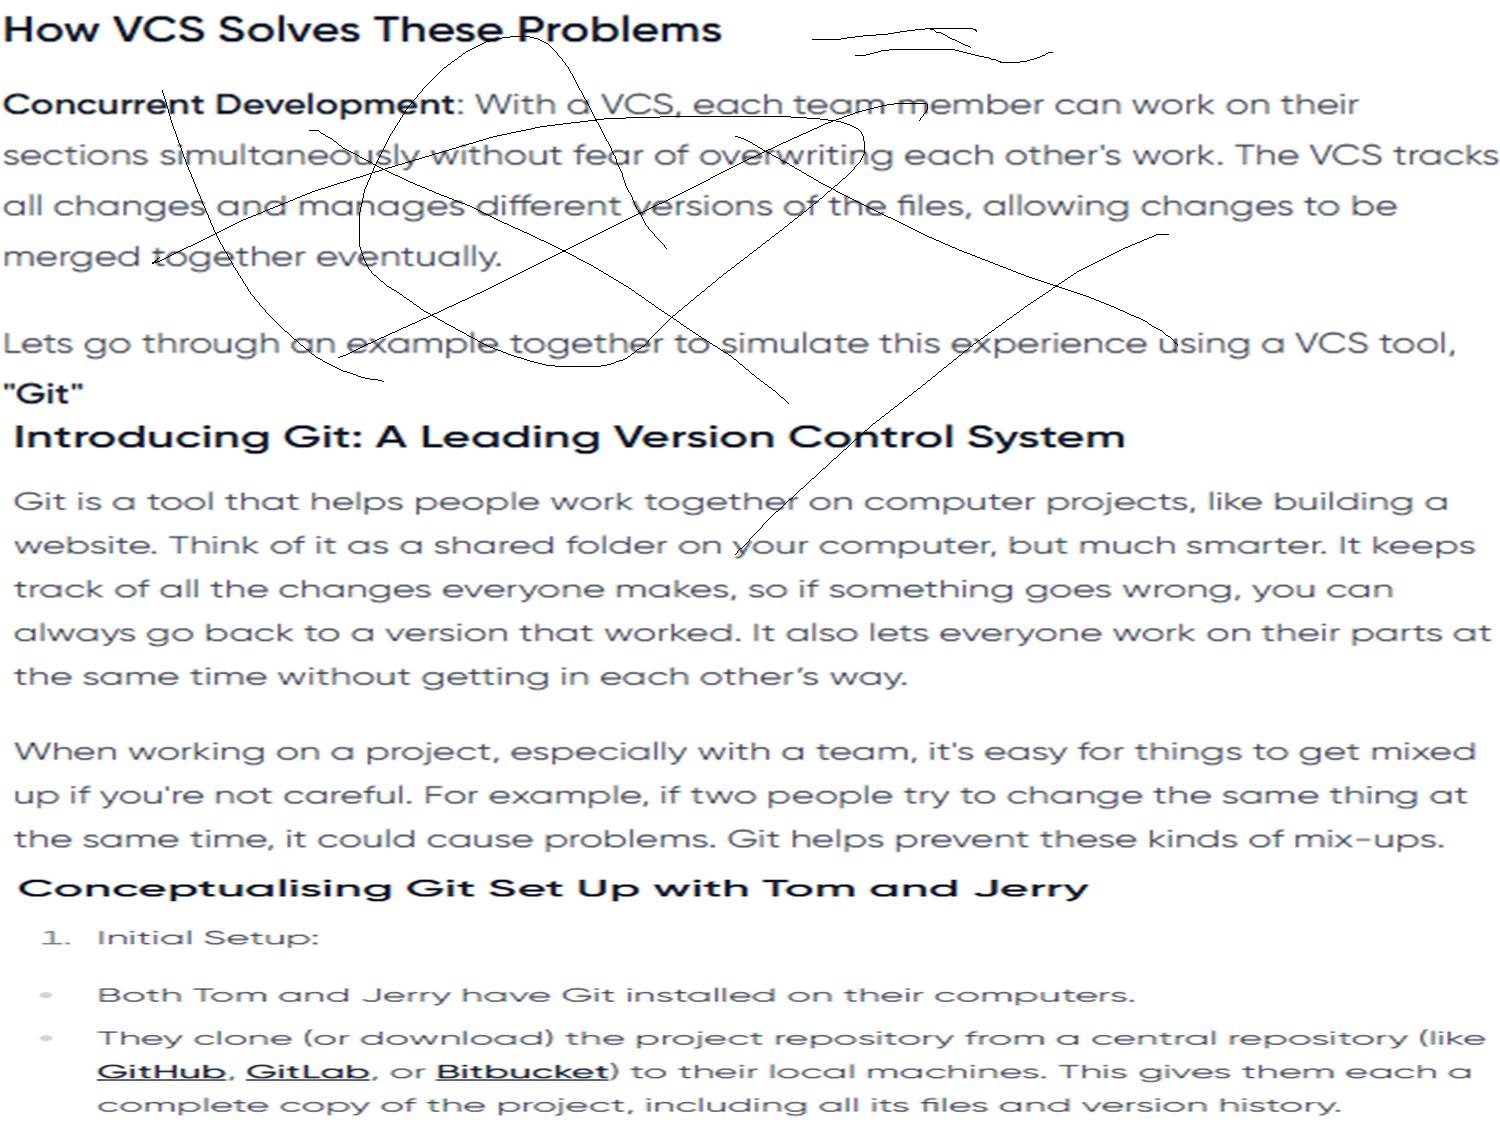 How VCS Solves These Problems
Concurrent Development: With a VCS, each team member can work on their
sections simultaneously without fear of overwriting each other's work. The VCS tracks
all changes and manages different versions of the files, allowing changes to be
merged together eventually.
Lets go through an example together to simulate this experience using a VCS tool,
"Git"
Introducing Git: A Leading Version Control System
Git is a tool that helps people work together on computer projects, like building a
website. Think of it as a shared folder on your computer, but much smarter. It keeps
track of all the changes everyone makes, so if something goes wrong, you can
always go back to a version that worked. It also lets everyone work on their parts at
the same time without getting in each other’s way.
When working on a project, especially with a team, it's easy for things to get mixed
up if you're not careful. For example, if two people try to change the same thing at
the same time, it could cause problems. Git helps prevent these kinds of mix-ups.
Conceptualising Git Set Up with Tom and Jerry
1. Initial Setup:
• Both Tom and Jerry have Git installed on their computers.
• They clone (or download) the project repository from a central repository (like
GitHub, GitLab, or Bitbucket) to their local machines. This gives them each a
complete copy of the project, including all its files and version history.